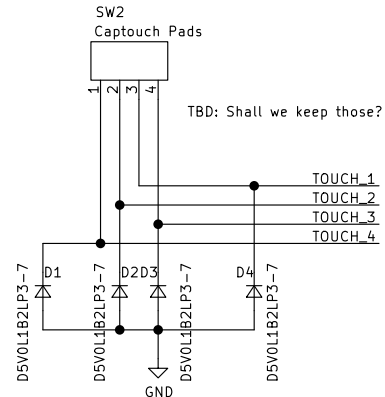 SW2
Captouch Pads
1
2
3
4
TBD: Shall we keep those?
TOUCH_1
TOUCH_2
TOUCH_3
TOUCH_4
D1
D2
D3
D4
D5V0L1B2LP3-7
D5V0L1B2LP3-7
D5V0L1B2LP3-7
D5V0L1B2LP3-7
GND